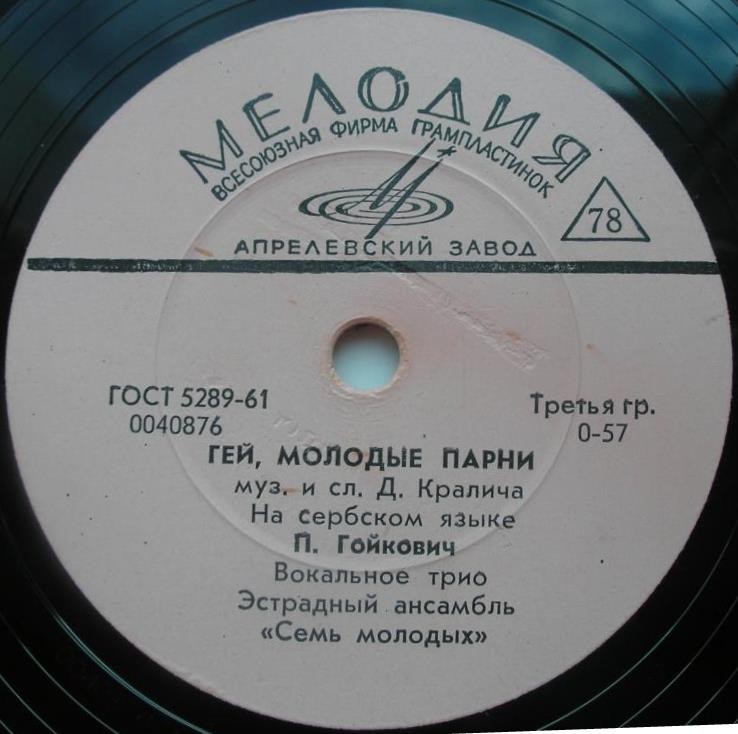 МЕЛОДИЯ
ВСЕСОЮЗНАЯ ФИРМА ГРАМПЛАСТИНОК
78
АПРЕЛЕВСКИЙ ЗАВОД
ГОСТ 5289-61
0040876
Третья гр.
0-57
ГЕЙ, МОЛОДЫЕ ПАРНИ
муз. и сл. Д. Кралича
На сербском языке
П. Гойкович
Вокальное трио
Эстрадный ансамбль
«Семь молодых»